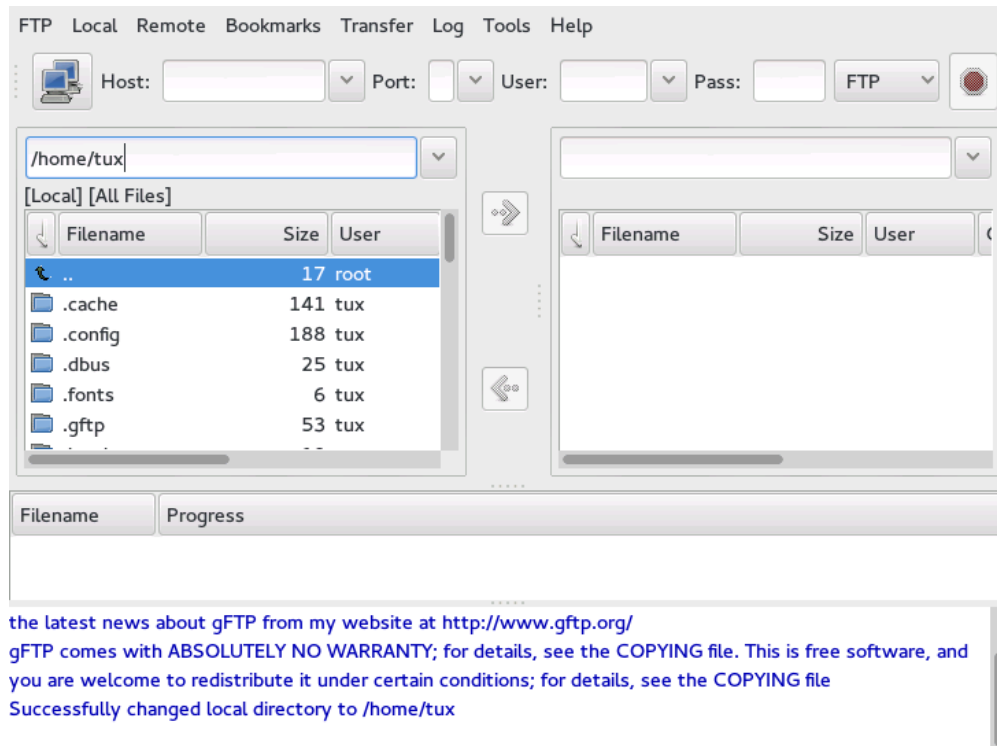 FTP Local Remote Bookmarks Transfer Log Tools Help
Host: Port: User: Pass: FTP
/home/tux
[Local] [All Files]
Filename Size User
.. 17 root
.cache 141 tux
.config 188 tux
.dbus 25 tux
.fonts 6 tux
.gftp 53 tux
Filename Size User
Filename Progress
the latest news about gFTP from my website at http://www.gftp.org/
gFTP comes with ABSOLUTELY NO WARRANTY; for details, see the COPYING file. This is free software, and
you are welcome to redistribute it under certain conditions; for details, see the COPYING file
Successfully changed local directory to /home/tux